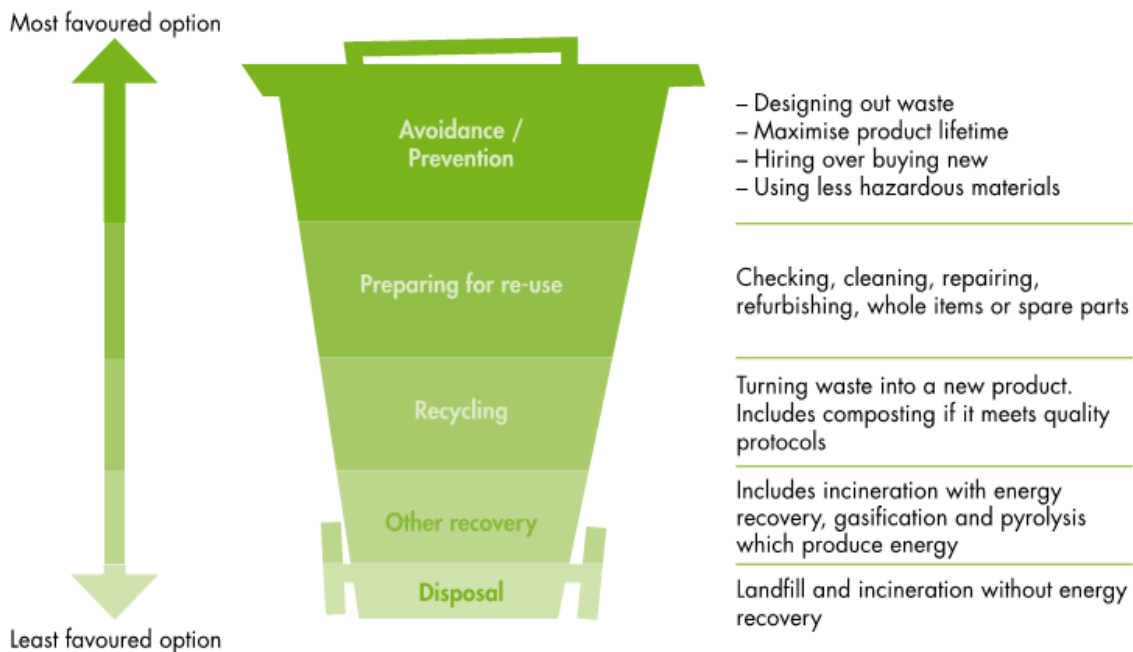 Most favoured option
Avoidance /
Prevention
– Designing out waste
– Maximise product lifetime
– Hiring over buying new
– Using less hazardous materials
Preparing for re-use
Checking, cleaning, repairing,
refurbishing, whole items or spare parts
Recycling
Turning waste into a new product.
Includes composting if it meets quality
protocols
Other recovery
Includes incineration with energy
recovery, gasification and pyrolysis
which produce energy
Disposal
Landfill and incineration without energy
recovery
Least favoured option